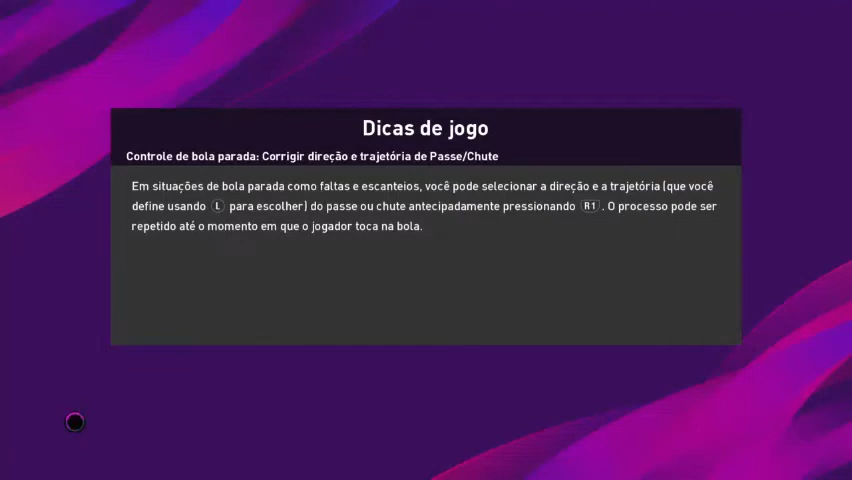 Dicas de jogo
Controle de bola parada: Corrigir direção e trajetória de Passe/Chute
Em situações de bola parada como faltas e escanteios, você pode selecionar a direção e a trajetória (que você
define usando L para escolher) do passe ou chute antecipadamente pressionando R1. O processo pode ser
repetido até o momento em que o jogador toca na bola.